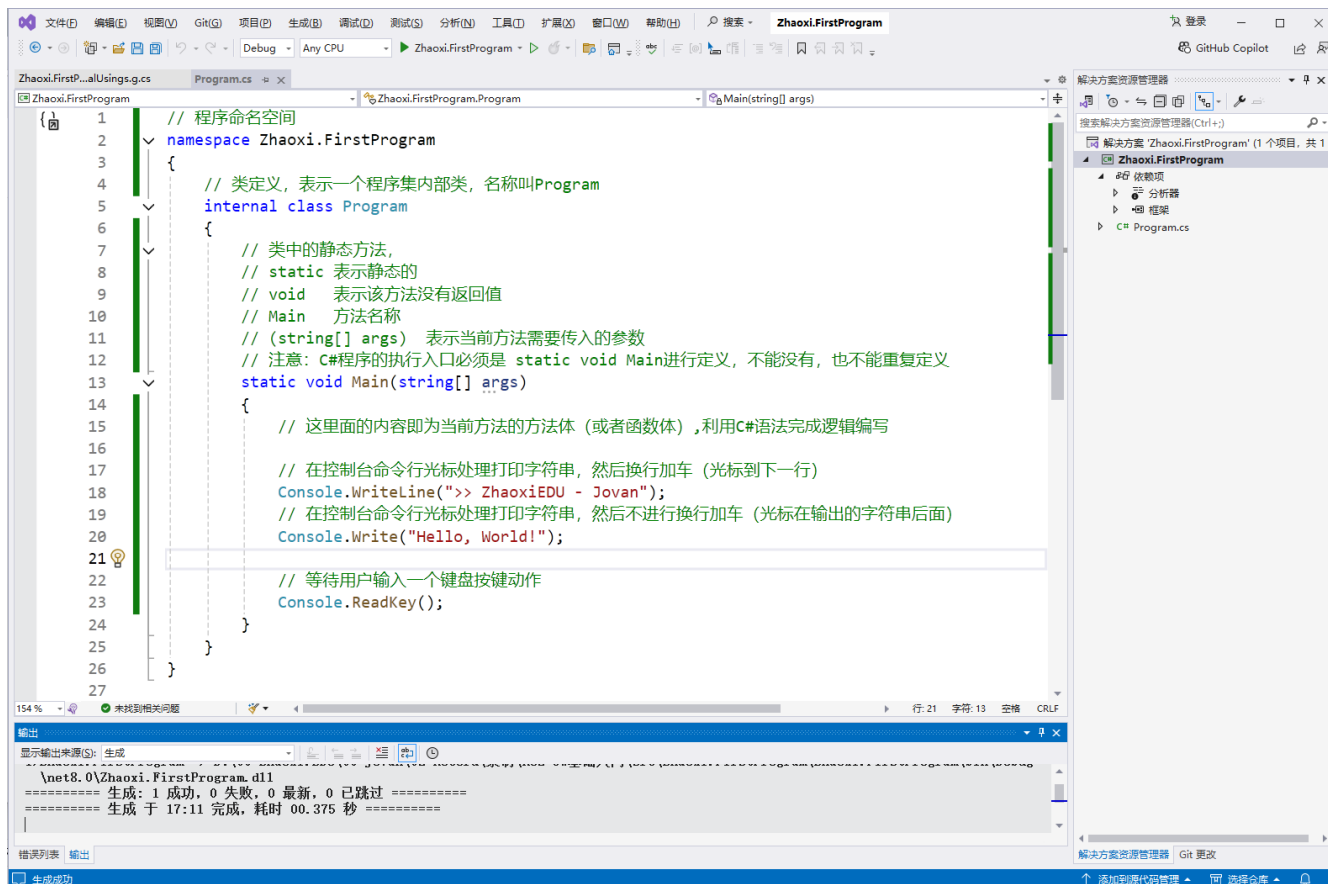 文件(F) 编辑(E) 视图(V) Git(G) 项目(P) 生成(B) 调试(D) 测试(S) 分析(N) 工具(T) 扩展(X) 窗口(W) 帮助(H) 搜索 Zhaoxi.FirstProgram 登录
Debug Any CPU Zhaoxi.FirstProgram GitHub Copilot
Zhaoxi.FirstP...alUsings.g.cs Program.cs
Zhaoxi.FirstProgram Zhaoxi.FirstProgram.Program Main(string[] args)
1 // 程序命名空间
2 namespace Zhaoxi.FirstProgram
3 {
4 // 类定义，表示一个程序集内部类，名称叫Program
5 internal class Program
6 {
7 // 类中的静态方法，
8 // static 表示静态的
9 // void 表示该方法没有返回值
10 // Main 方法名称
11 // (string[] args) 表示当前方法需要传入的参数
12 // 注意：C#程序的执行入口必须是 static void Main进行定义，不能没有，也不能重复定义
13 static void Main(string[] args)
14 {
15 // 这里面的内容即为当前方法的方法体（或者函数体）,利用C#语法完成逻辑编写
16
17 // 在控制台命令行光标处理打印字符串，然后换行加车（光标到下一行）
18 Console.WriteLine(">> ZhaoxiEDU - Jovan");
19 // 在控制台命令行光标处理打印字符串，然后不进行换行加车（光标在输出的字符串后面）
20 Console.Write("Hello, World!");
21
22 // 等待用户输入一个键盘按键动作
23 Console.ReadKey();
24 }
25 }
26 }
27
154 % 未找到相关问题 行: 21 字符: 13 空格 CRLF
输出
显示输出来源(S): 生成
\net8.0\Zhaoxi.FirstProgram.dll
========== 生成: 1 成功，0 失败，0 最新，0 已跳过 ==========
========== 生成 于 17:11 完成，耗时 00.375 秒 ==========
错误列表 输出
生成成功
解决方案资源管理器
搜索解决方案资源管理器(Ctrl+;)
解决方案 'Zhaoxi.FirstProgram' (1 个项目，共 1
Zhaoxi.FirstProgram
依赖项
分析器
框架
C# Program.cs
解决方案资源管理器 Git 更改
添加到源代码管理 选择仓库